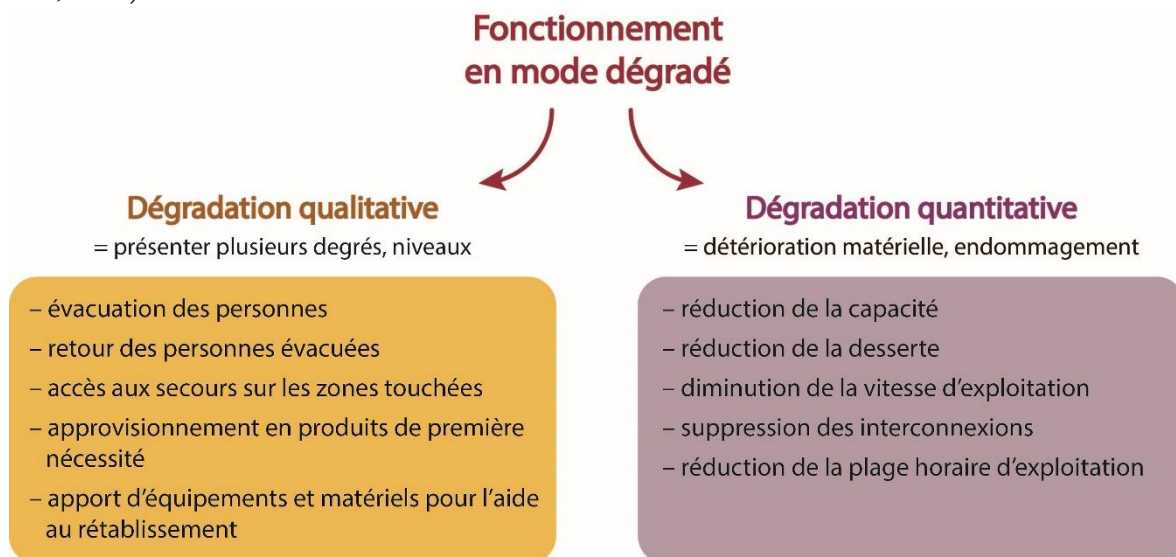 Fonctionnement
en mode dégradé
Dégradation qualitative
= présenter plusieurs degrés, niveaux
– évacuation des personnes
– retour des personnes évacuées
– accès aux secours sur les zones touchées
– approvisionnement en produits de première
nécessité
– apport d’équipements et matériels pour l’aide
au rétablissement
Dégradation quantitative
= détérioration matérielle, endommagement
– réduction de la capacité
– réduction de la desserte
– diminution de la vitesse d’exploitation
– suppression des interconnexions
– réduction de la plage horaire d’exploitation